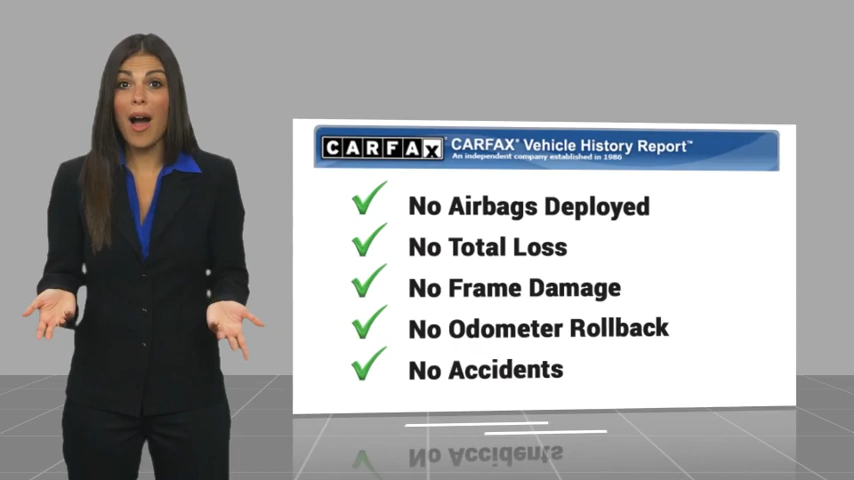 CARFAX
CARFAX® Vehicle History Report™
An independent company established in 1986
No Airbags Deployed
No Total Loss
No Frame Damage
No Odometer Rollback
No Accidents
No Accidents